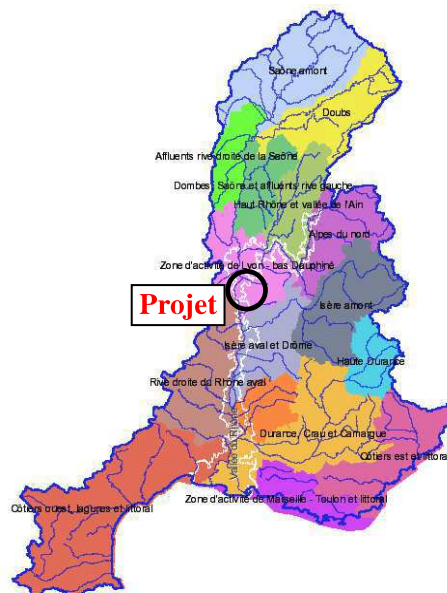 Saône amont
Doubs
Affluents rive droite de la Saône
Dombes, Saône et affluents rive gauche
Haut Rhône et vallée de l'Ain
Alpes du nord
Zone d'activité de Lyon - bas Dauphiné
Projet
Isère amont
Isère aval et Drôme
Haute Durance
Rive droite du Rhône aval
Vallée du Rhône
Durance, Crau et Camargue
Côtiers est et littoral
Zone d'activité de Marseille - Toulon et littoral
Côtiers ouest, lagunes et littoral